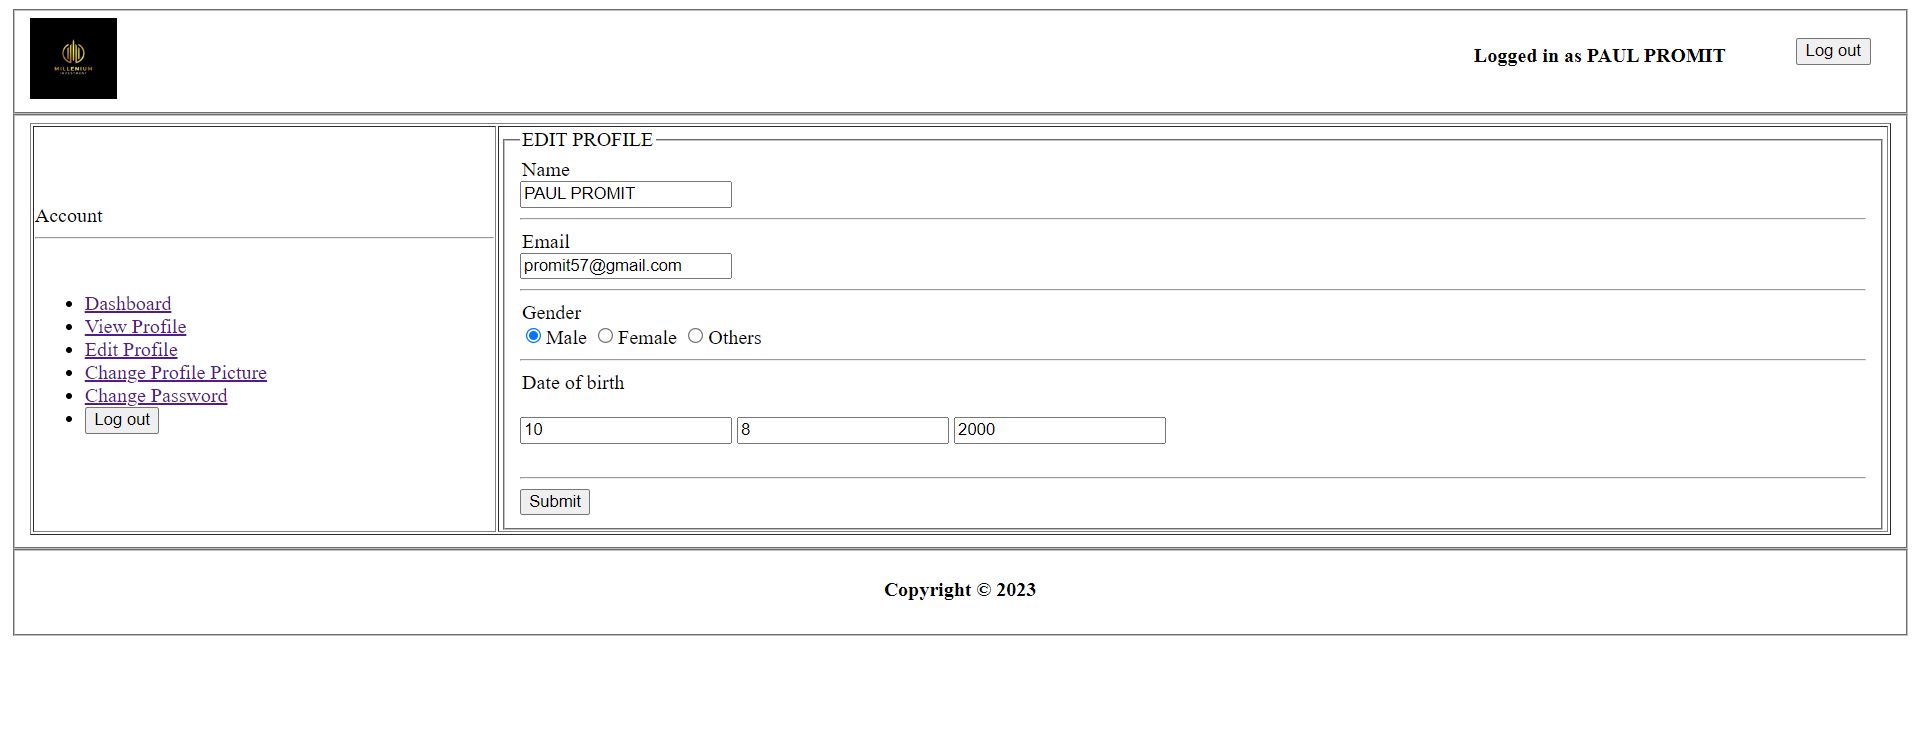 MILLENIUM
INVESTMENT
Logged in as PAUL PROMIT
Log out
Account
Dashboard
View Profile
Edit Profile
Change Profile Picture
Change Password
Log out
EDIT PROFILE
Name
PAUL PROMIT
Email
promit57@gmail.com
Gender
Male Female Others
Date of birth
10 8 2000
Submit
Copyright © 2023